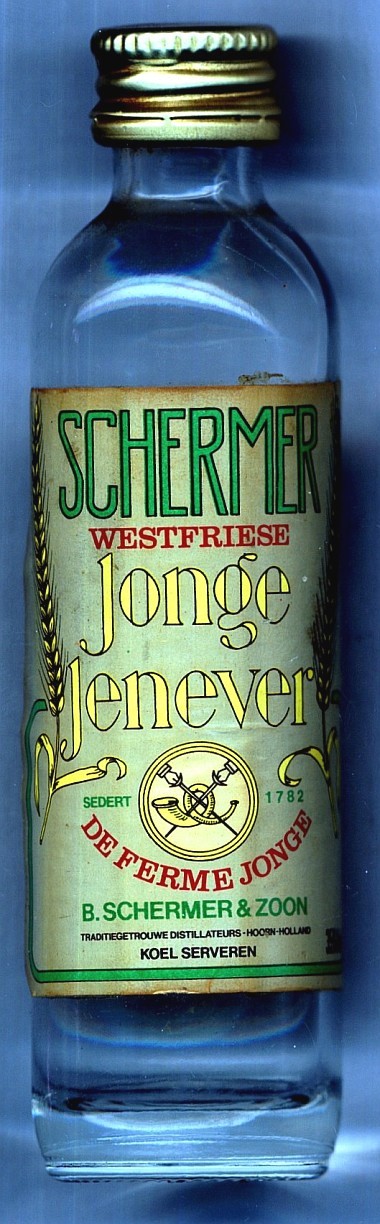 SCHERMER
WESTFRIESE
Jonge
Jenever
SEDERT 1782
DE FERME JONGE
B. SCHERMER & ZOON
TRADITIEGETROUWE DISTILLATEURS - HOORN-HOLLAND
KOEL SERVEREN